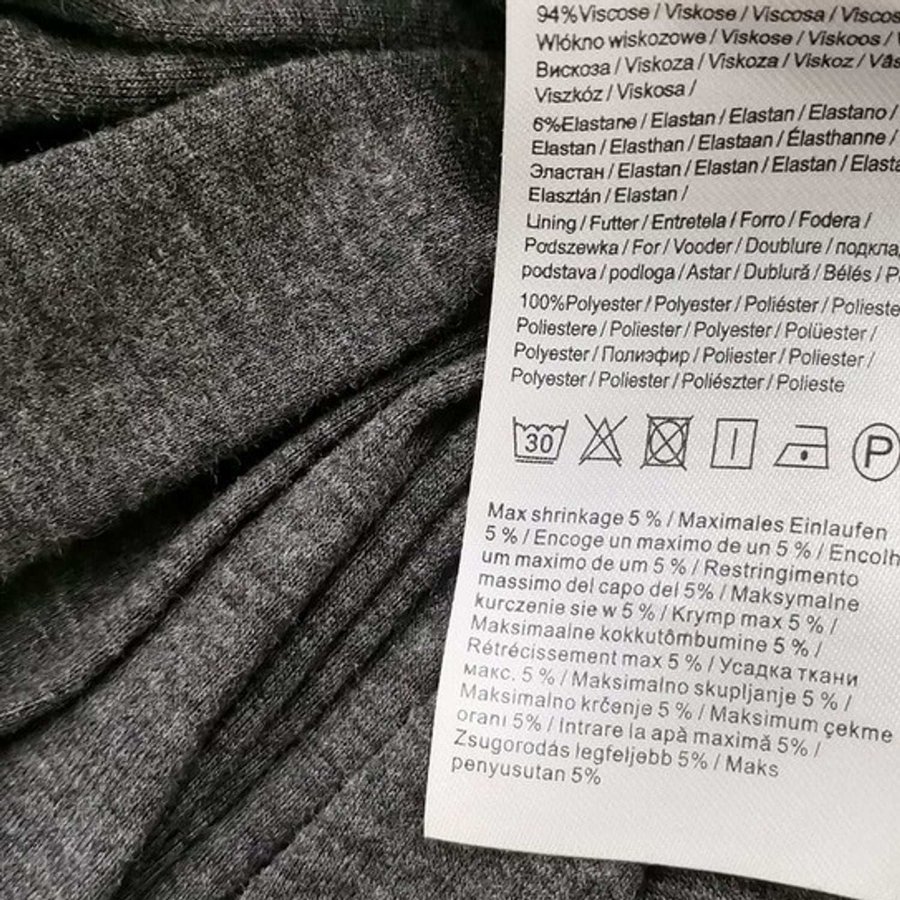 94%Viscose / Viskose / Viscosa / Viscos
Włókno wiskozowe / Viskose / Viskoos /
Вискоза / Viskoza / Viskoza / Viskoz / Vâs
Viszkóz / Viskosa /
6%Elastane / Elastan / Elastan / Elastano /
Elastan / Elasthan / Elastaan / Élasthanne /
Эластан / Elastan / Elastan / Elastan / Elasta
Elasztán / Elastan /
Lining / Futter / Entretela / Forro / Fodera /
Podszewka / For / Vooder / Doublure / подкла
podstava / podloga / Astar / Dublură / Bélés / P
100%Polyester / Polyester / Poliéster /Olieste
Poliestere / Poliester / Polyester / Polüester /
Polyester / Полиэфир / Poliester / Poliester /
Polyester / Poliester / Poliészter / Polieste
30 P
Max shrinkage 5 % / Maximales Einlaufen
5 % / Encoge un maximo de un 5 % / Encolh
um maximo de um 5 % / Restringimento
massimo del capo del 5% / Maksymalne
kurczenie sie w 5 % / Krymp max 5 % /
Maksimaalne kokkutômbumine 5 % /
Rétrécissement max 5 % / Усадка ткани
макс. 5 % / Maksimalno skupljanje 5 % /
Maksimalno krčenje 5 % / Maksimum çekme
oranı 5% / Intrare la apà maximă 5% /
Zsugorodás legfeljebb 5% / Maks
penyusutan 5%